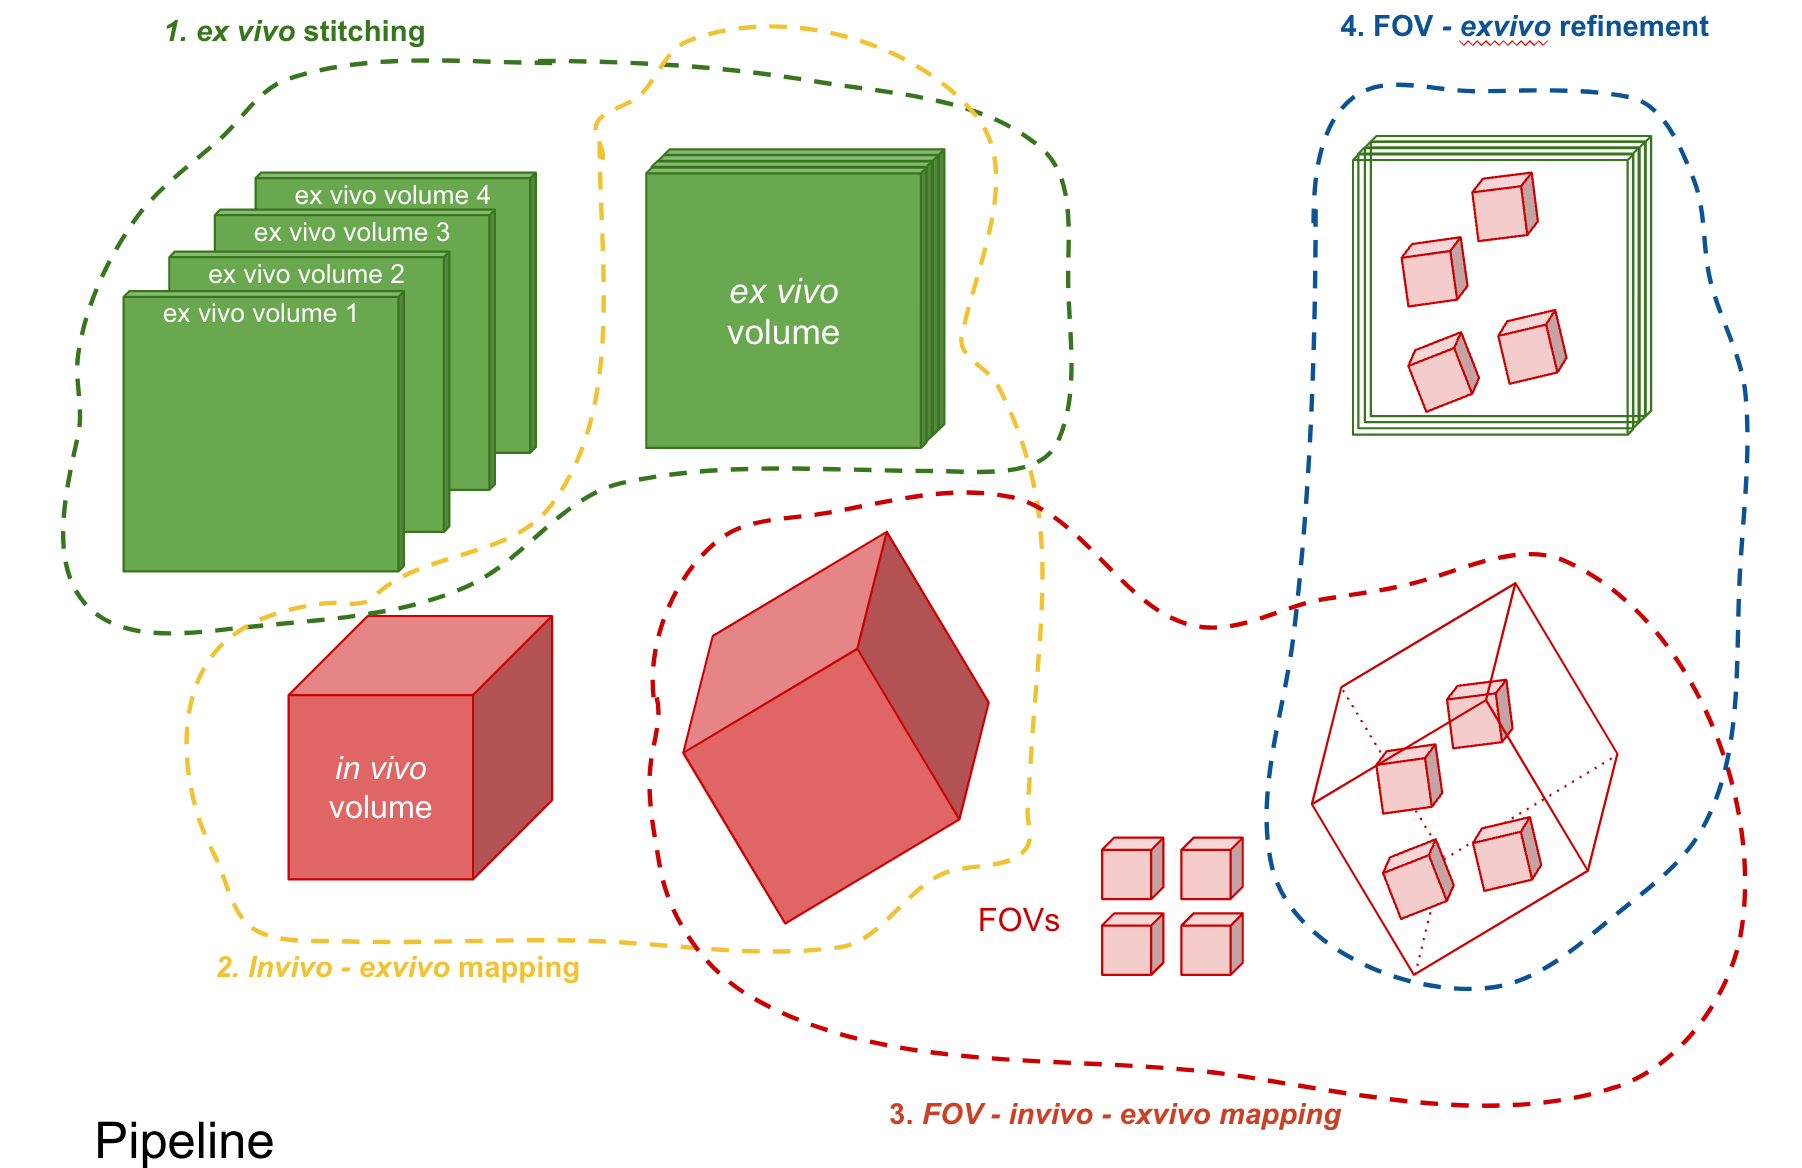 1. ex vivo stitching
4. FOV - exvivo refinement
ex vivo volume 4
ex vivo volume 3
ex vivo volume 2
ex vivo volume 1
ex vivo
volume
in vivo
volume
FOVs
2. Invivo - exvivo mapping
3. FOV - invivo - exvivo mapping
Pipeline